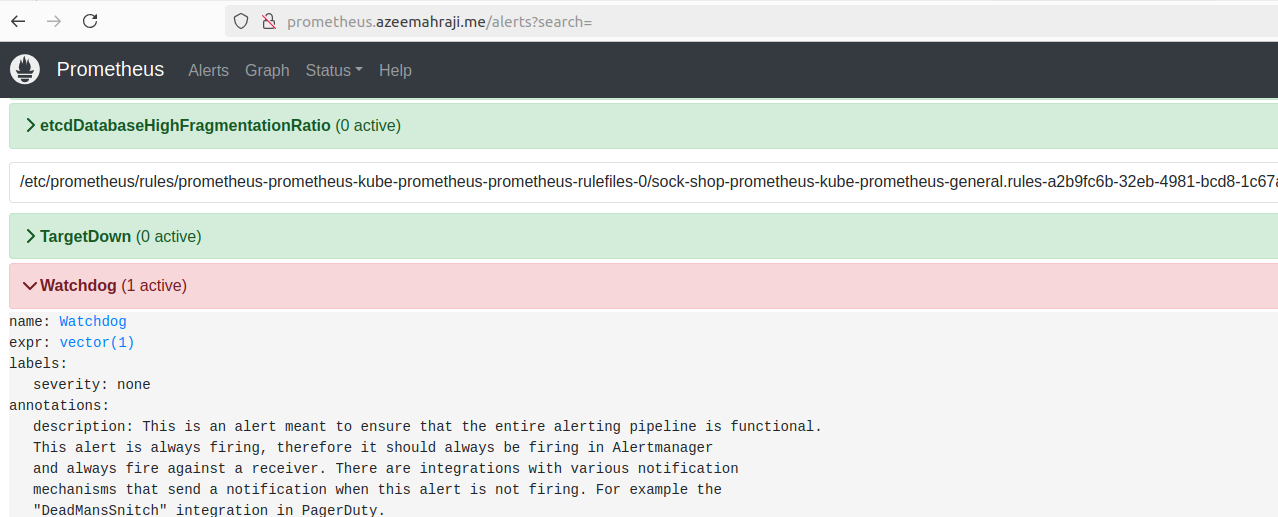 prometheus.azeemahraji.me/alerts?search=
Prometheus Alerts Graph Status Help
etcdDatabaseHighFragmentationRatio (0 active)
/etc/prometheus/rules/prometheus-prometheus-kube-prometheus-prometheus-rulefiles-0/sock-shop-prometheus-kube-prometheus-general.rules-a2b9fc6b-32eb-4981-bcd8-1c67a
TargetDown (0 active)
Watchdog (1 active)
name: Watchdog
expr: vector(1)
labels:
severity: none
annotations:
description: This is an alert meant to ensure that the entire alerting pipeline is functional.
This alert is always firing, therefore it should always be firing in Alertmanager
and always fire against a receiver. There are integrations with various notification
mechanisms that send a notification when this alert is not firing. For example the
"DeadMansSnitch" integration in PagerDuty.